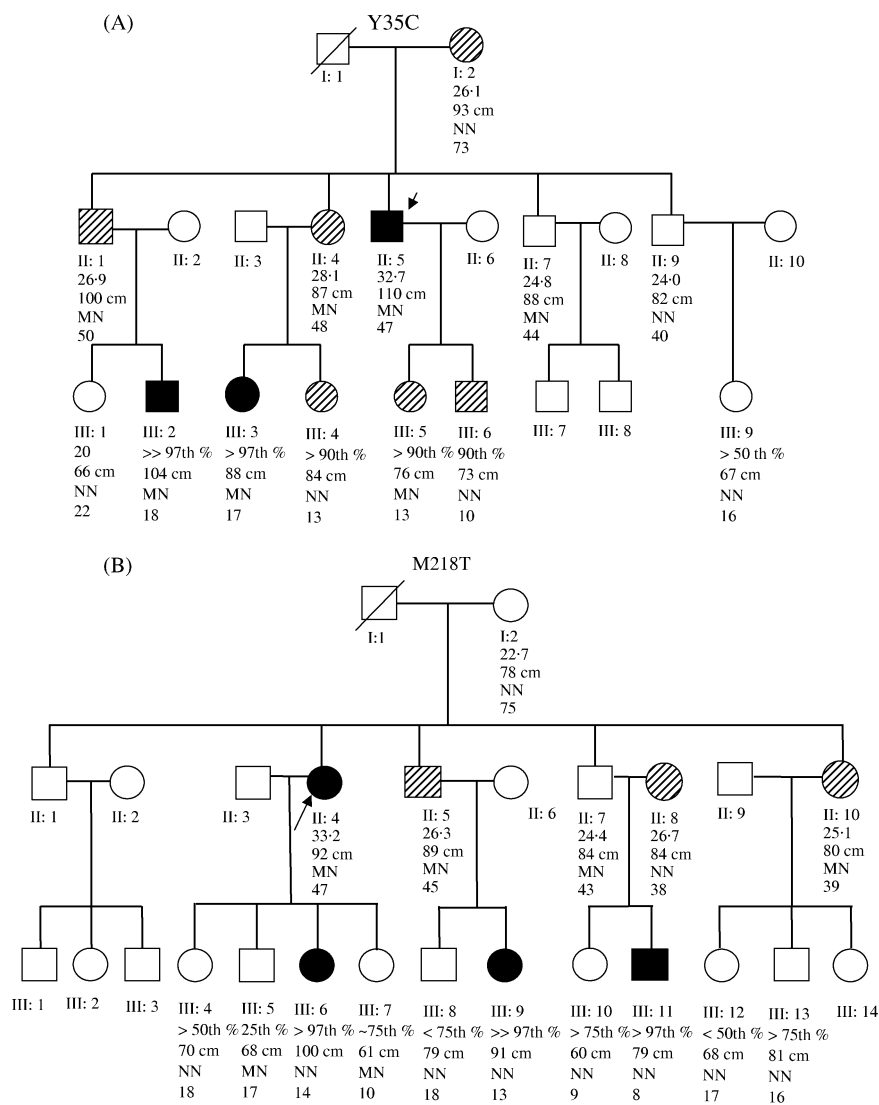 (A)
Y35C
I: 1
I: 2
26·1
93 cm
NN
73
II: 1
26·9
100 cm
MN
50
II: 2
II: 3
II: 4
28·1
87 cm
MN
48
II: 5
32·7
110 cm
MN
47
II: 6
II: 7
24·8
88 cm
MN
44
II: 8
II: 9
24·0
82 cm
NN
40
II: 10
III: 1
20
66 cm
NN
22
III: 2
>> 97th %
104 cm
MN
18
III: 3
> 97th %
88 cm
MN
17
III: 4
> 90th %
84 cm
NN
13
III: 5
> 90th %
76 cm
MN
13
III: 6
90th %
73 cm
NN
10
III: 7
III: 8
III: 9
> 50 th %
67 cm
NN
16
(B)
M218T
I:1
I:2
22·7
78 cm
NN
75
II: 1
II: 2
II: 3
II: 4
33·2
92 cm
MN
47
II: 5
26·3
89 cm
MN
45
II: 6
II: 7
24·4
84 cm
MN
43
II: 8
26·7
84 cm
NN
38
II: 9
II: 10
25·1
80 cm
MN
39
III: 1
III: 2
III: 3
III: 4
> 50th %
70 cm
NN
18
III: 5
25th %
68 cm
MN
17
III: 6
> 97th %
100 cm
NN
14
III: 7
~75th %
61 cm
MN
10
III: 8
< 75th %
79 cm
NN
18
III: 9
>> 97th %
91 cm
NN
13
III: 10
> 75th %
60 cm
NN
9
III: 11
> 97th %
79 cm
NN
8
III: 12
< 50th %
68 cm
NN
17
III: 13
> 75th %
81 cm
NN
16
III: 14